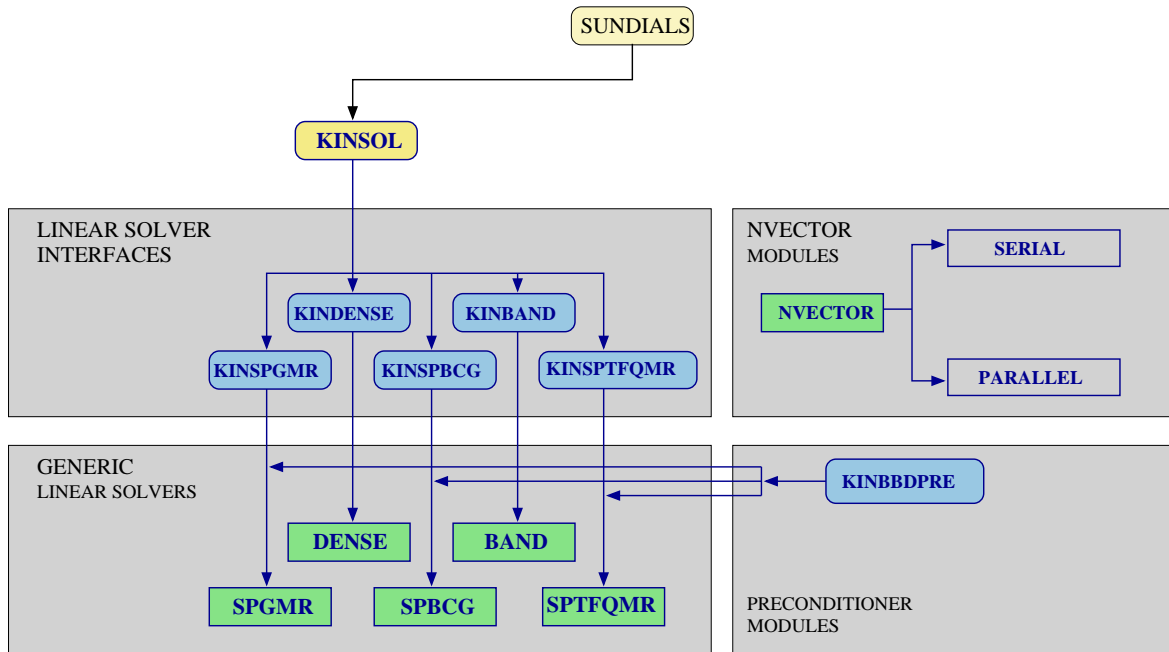 SUNDIALS
KINSOL
LINEAR SOLVER
INTERFACES
KINDENSE
KINBAND
KINSPGMR
KINSPBCG
KINSPTFQMR
NVECTOR
MODULES
SERIAL
NVECTOR
PARALLEL
GENERIC
LINEAR SOLVERS
DENSE
BAND
SPGMR
SPBCG
SPTFQMR
KINBBDPRE
PRECONDITIONER
MODULES